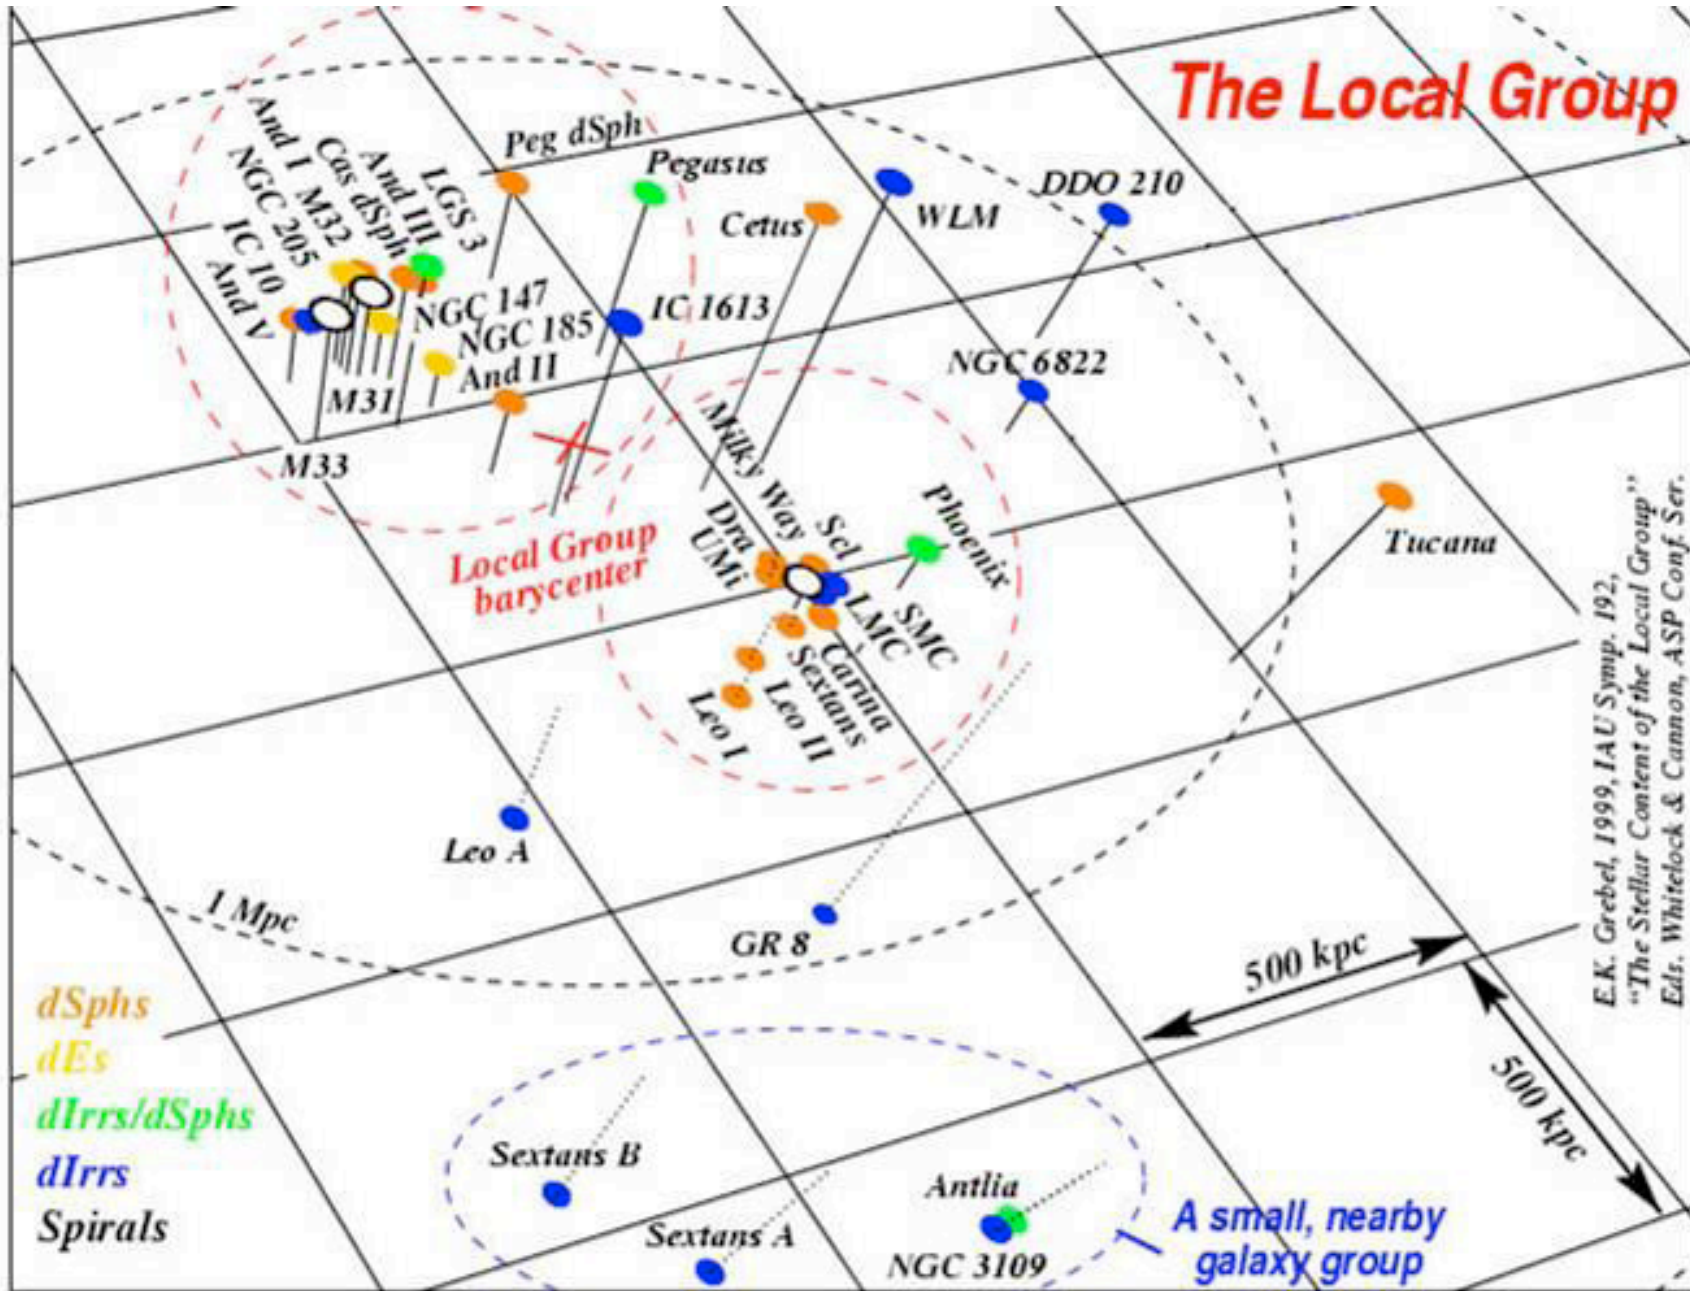 The Local Group
Peg dSph
Pegasus
Cetus
WLM
DDO 210
And I
M32
Cas dSph
And III
LGS 3
NGC 205
IC 10
And V
NGC 147
NGC 185
And II
IC 1613
NGC 6822
M31
M33
Milky Way
Tucana
Local Group
barycenter
Dra
UMi
Scl
Phoenix
SMC
LMC
Carina
Sextans
Leo II
Leo I
Leo A
GR 8
1 Mpc
500 kpc
500 kpc
E.K. Grebel, 1999, IAU Symp. 192,
“The Stellar Content of the Local Group”
Eds. Whitelock & Cannon, ASP Conf. Ser.
dSphs
dEs
dIrrs/dSphs
dIrrs
Spirals
Sextans B
Sextans A
Antlia
NGC 3109
A small, nearby
galaxy group